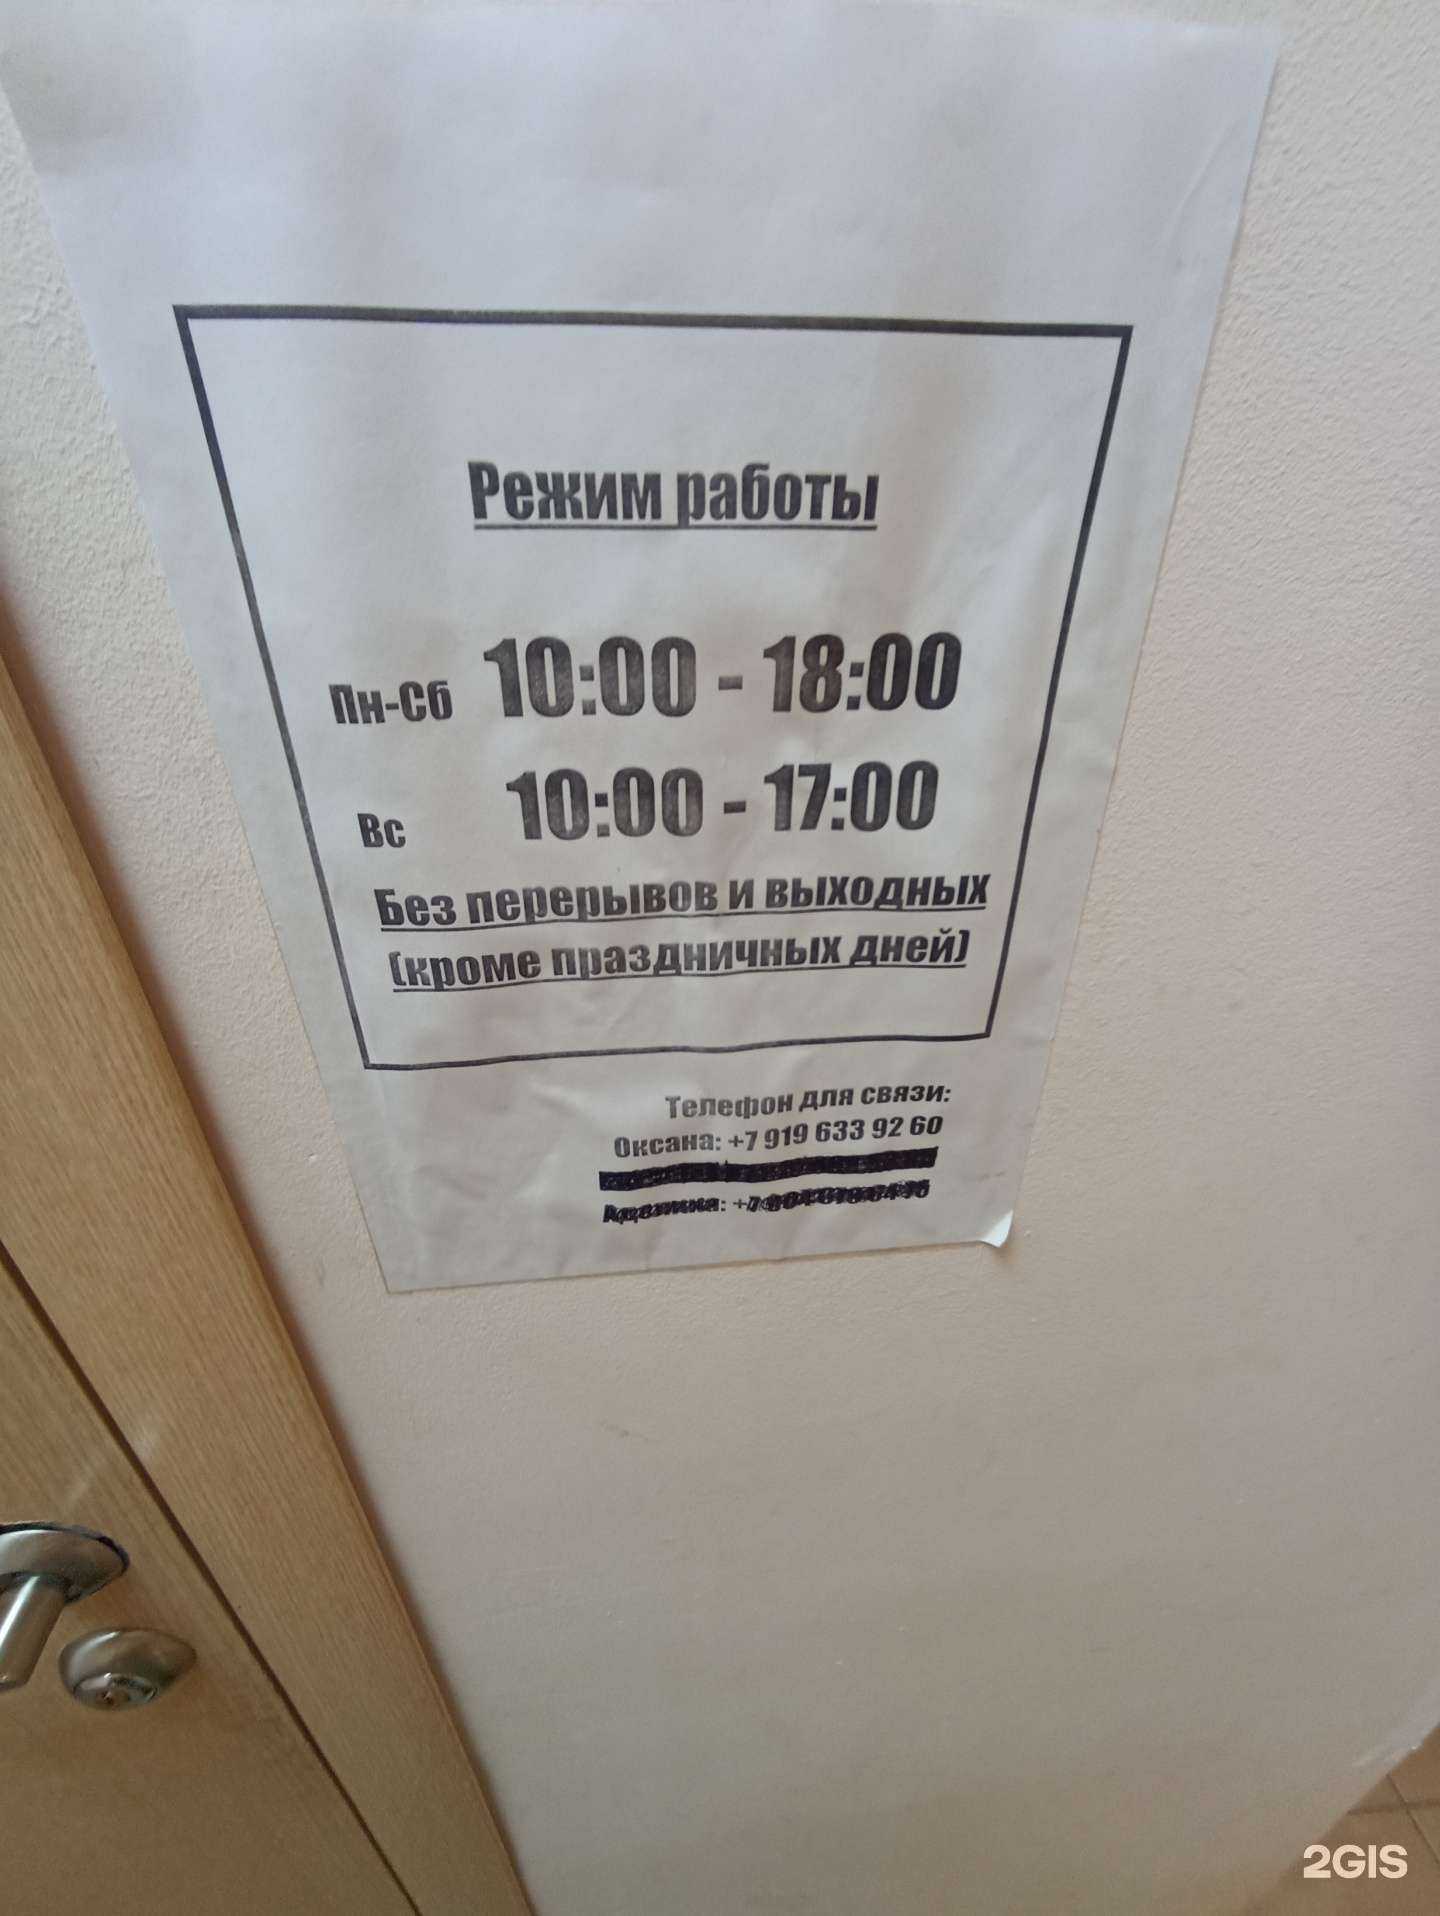 Режим работы
Пн-Сб 10:00 - 18:00
Вс 10:00 - 17:00
Без перерывов и выходных
(кроме праздничных дней)
Телефон для связи:
Оксана: +7 919 633 92 60
2GIS